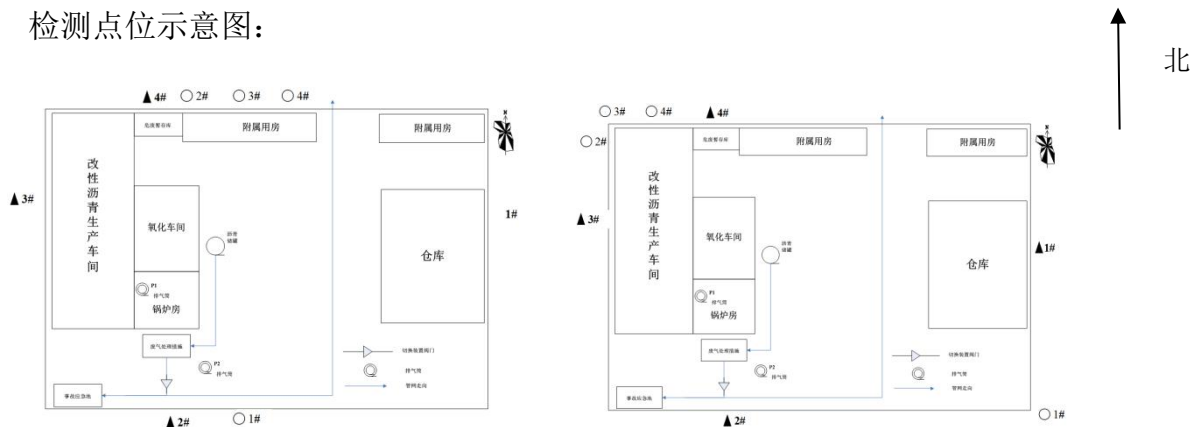 检测点位示意图：
北
▲4# ○2# ○3# ○4#
危废暂存库
附属用房
附属用房
N
改性沥青生产车间
▲3#
氧化车间
沥青储罐
1#
仓库
P1
排气筒
锅炉房
废气处理措施
P2
排气筒
切换装置阀门
排气筒
管网走向
事故应急池
▲2# ○1#
○3# ○4# ▲4#
○2#
危废暂存库
附属用房
附属用房
N
改性沥青生产车间
▲3#
氧化车间
沥青储罐
▲1#
仓库
P1
排气筒
锅炉房
废气处理措施
P2
排气筒
切换装置阀门
排气筒
管网走向
事故应急池
▲2#
○1#